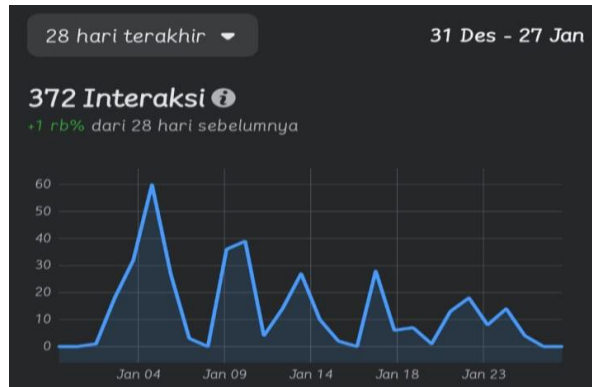 28 hari terakhir
31 Des - 27 Jan
372 Interaksi
+1 rb% dari 28 hari sebelumnya
60
50
40
30
20
10
0
Jan 04 Jan 09 Jan 14 Jan 18 Jan 23